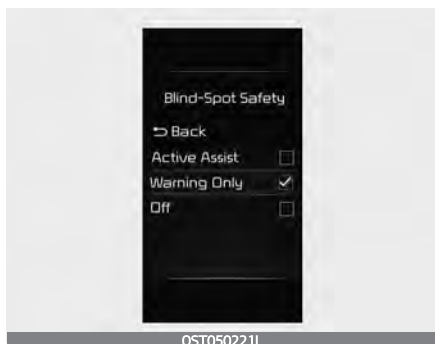 Blind-Spot Safety
⮌ Back
Active Assist
Warning Only
Off
OST050221L